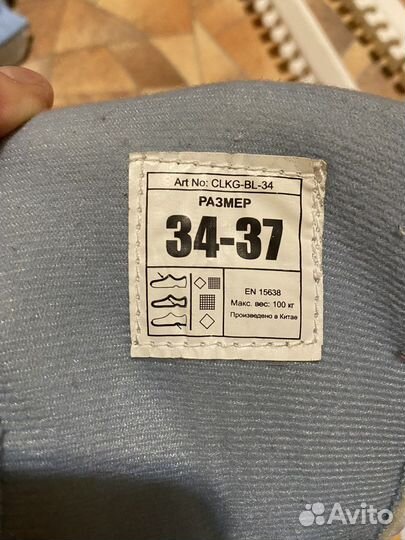 Art No: CLKG-BL-34
РАЗМЕР
34-37
EN 15638
Макс. вес: 100 кг
Произведено в Китае
Avito